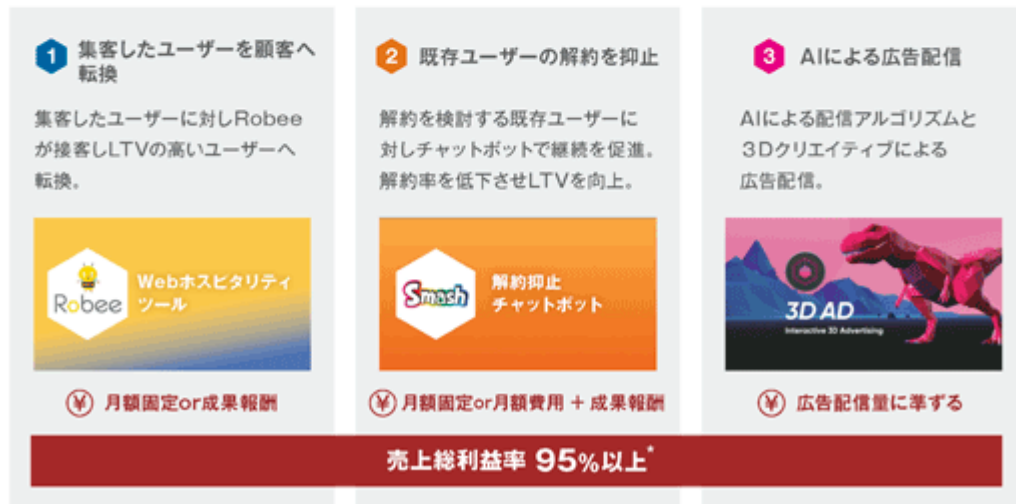 1 集客したユーザーを顧客へ
転換
集客したユーザーに対しRobee
が接客しLTVの高いユーザーへ
転換。
Robee
Webホスピタリティ
ツール
¥ 月額固定or成果報酬
2 既存ユーザーの解約を抑止
解約を検討する既存ユーザーに
対しチャットボットで継続を促進。
解約率を低下させLTVを向上。
Smash
解約抑止
チャットボット
¥ 月額固定or月額費用 + 成果報酬
3 AIによる広告配信
AIによる配信アルゴリズムと
3Dクリエイティブによる
広告配信。
3D AD
Interactive 3D Advertising
¥ 広告配信量に準ずる
売上総利益率 95%以上*